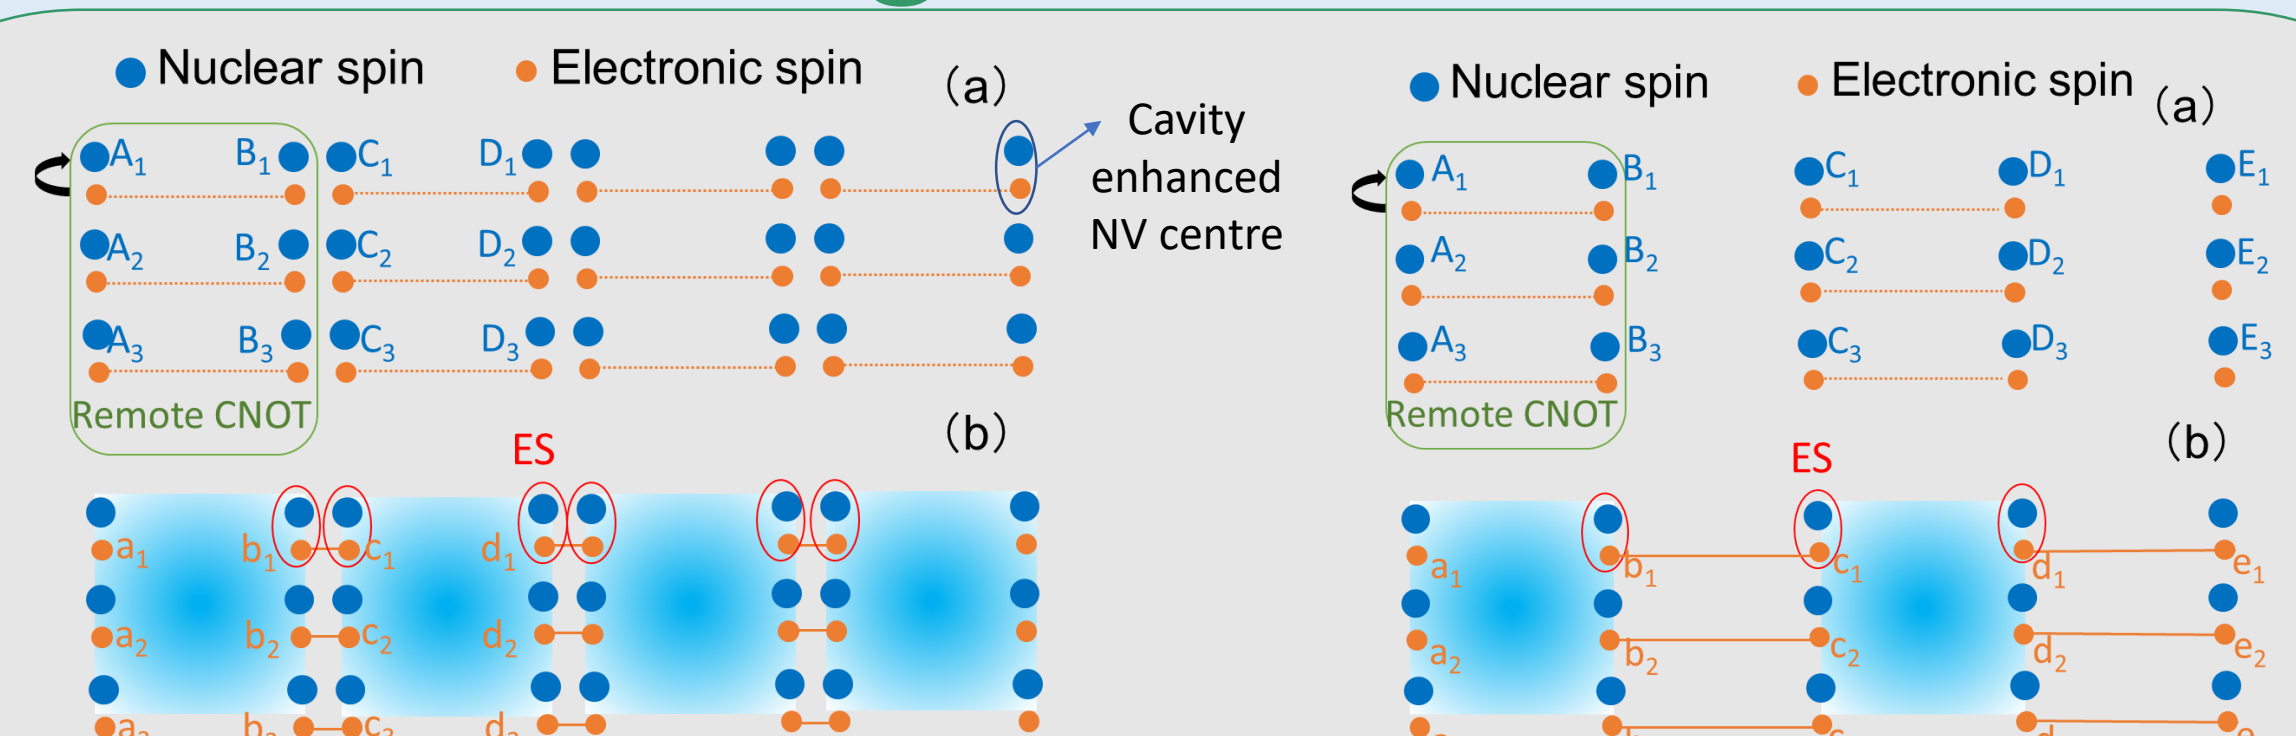 Nuclear spin Electronic spin (a)
Cavity
enhanced
NV centre
A1 B1 C1 D1
A2 B2 C2 D2
A3 B3 C3 D3
Remote CNOT
ES
(b)
a1 b1 c1 d1
a2 b2 c2 d2
Nuclear spin Electronic spin (a)
A1 B1 C1 D1 E1
A2 B2 C2 D2 E2
A3 B3 C3 D3 E3
Remote CNOT
ES
(b)
a1 b1 c1 d1 e1
a2 b2 c2 d2 e2